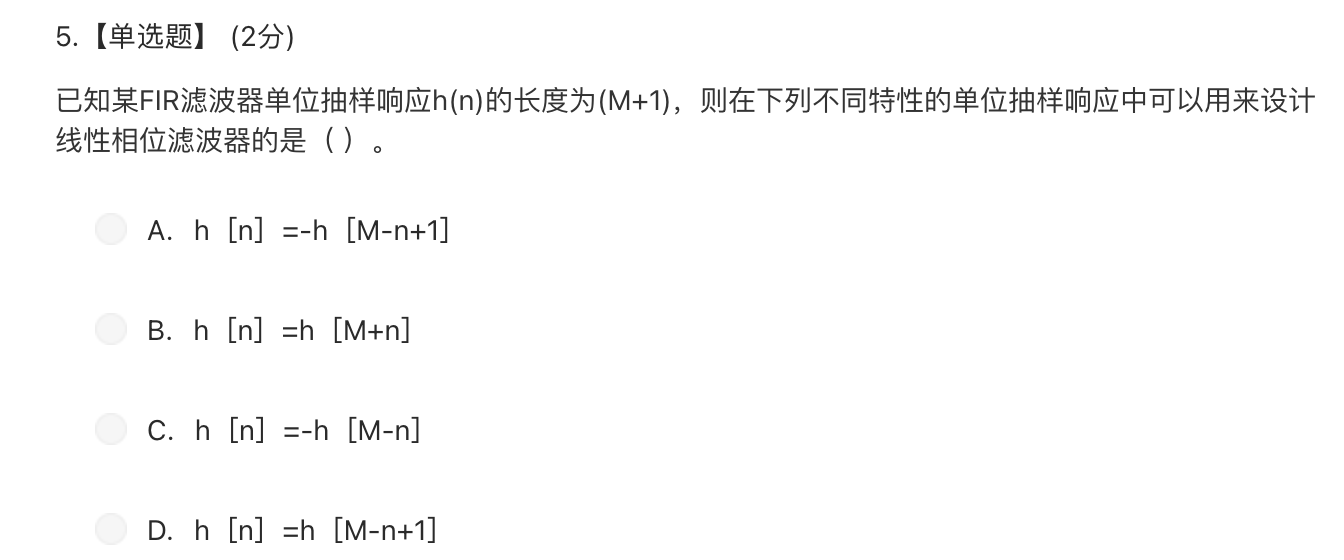 5.【单选题】 (2分)
已知某FIR滤波器单位抽样响应h(n)的长度为(M+1)，则在下列不同特性的单位抽样响应中可以用来设计
线性相位滤波器的是（ ）。
A. h［n］=-h［M-n+1］
B. h［n］=h［M+n］
C. h［n］=-h［M-n］
D. h［n］=h［M-n+1］